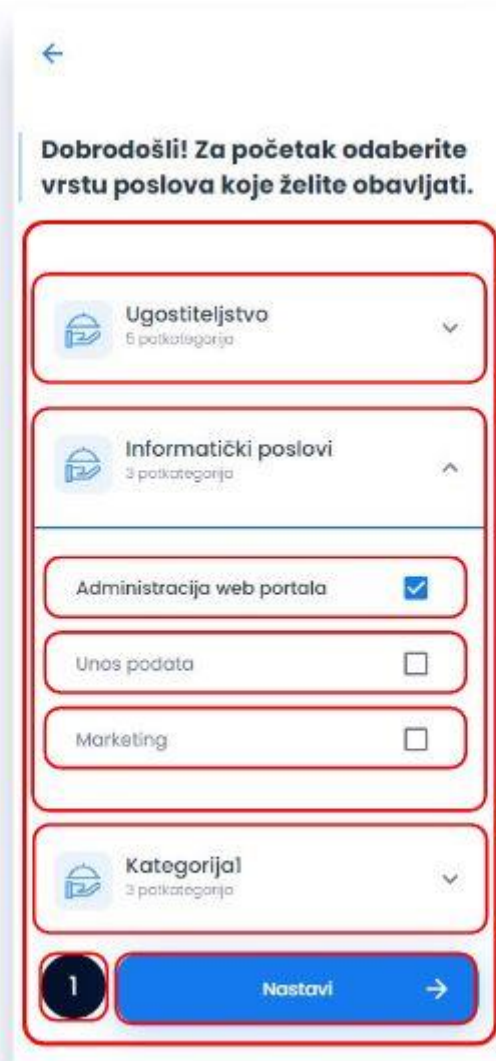 Dobrodošli! Za početak odaberite
vrstu poslova koje želite obavljati.
Ugostiteljstvo
5 potkategorija
Informatički poslovi
3 potkategorija
Administracija web portala
Unos podata
Marketing
Kategorija1
3 potkategorija
1
Nastavi